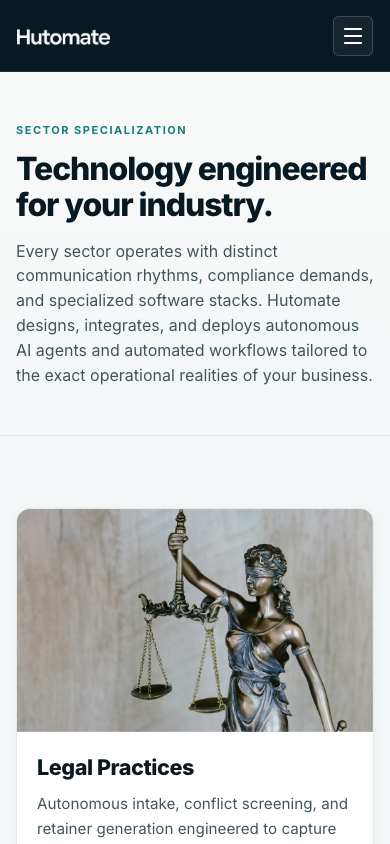 Hutomate
SECTOR SPECIALIZATION
Technology engineered
for your industry.
Every sector operates with distinct
communication rhythms, compliance demands,
and specialized software stacks. Hutomate
designs, integrates, and deploys autonomous
AI agents and automated workflows tailored to
the exact operational realities of your business.
Legal Practices
Autonomous intake, conflict screening, and
retainer generation engineered to capture